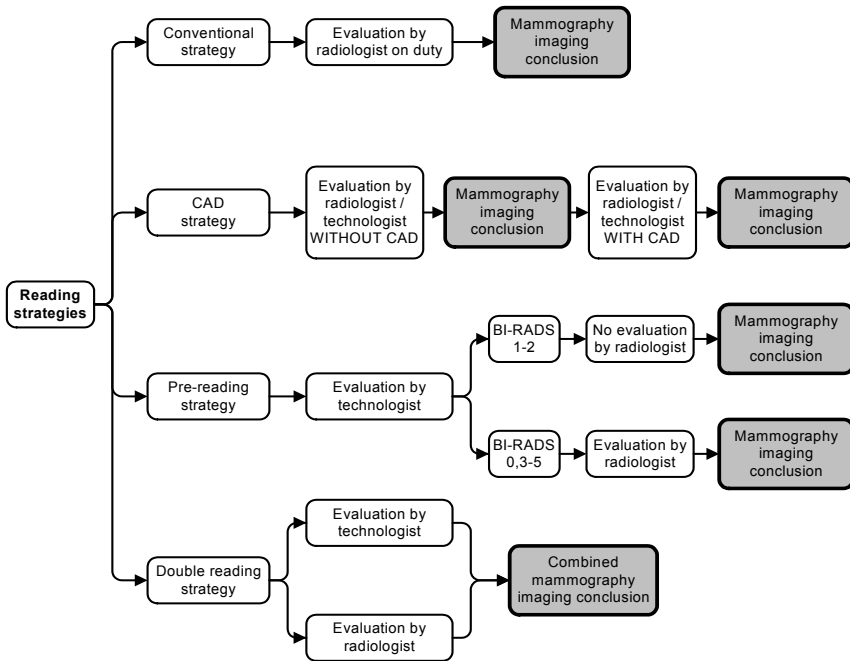 Reading
strategies
Conventional
strategy
Evaluation by
radiologist on duty
Mammography
imaging
conclusion
CAD
strategy
Evaluation by
radiologist /
technologist
WITHOUT CAD
Mammography
imaging
conclusion
Evaluation by
radiologist /
technologist
WITH CAD
Mammography
imaging
conclusion
Pre-reading
strategy
Evaluation by
technologist
BI-RADS
1-2
No evaluation
by radiologist
Mammography
imaging
conclusion
BI-RADS
0,3-5
Evaluation by
radiologist
Mammography
imaging
conclusion
Double reading
strategy
Evaluation by
technologist
Evaluation by
radiologist
Combined
mammography
imaging conclusion